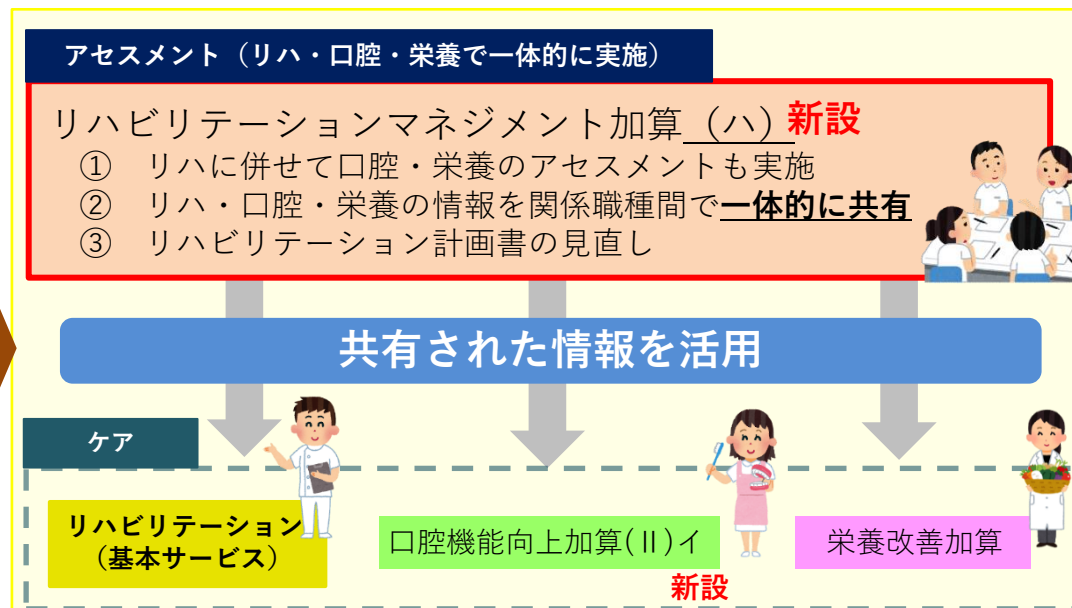 アセスメント（リハ・口腔・栄養で一体的に実施）
リハビリテーションマネジメント加算（ハ）新設
① リハに併せて口腔・栄養のアセスメントも実施
② リハ・口腔・栄養の情報を関係職種間で一体的に共有
③ リハビリテーション計画書の見直し
共有された情報を活用
ケア
リハビリテーション
（基本サービス）
口腔機能向上加算(Ⅱ)イ
新設
栄養改善加算